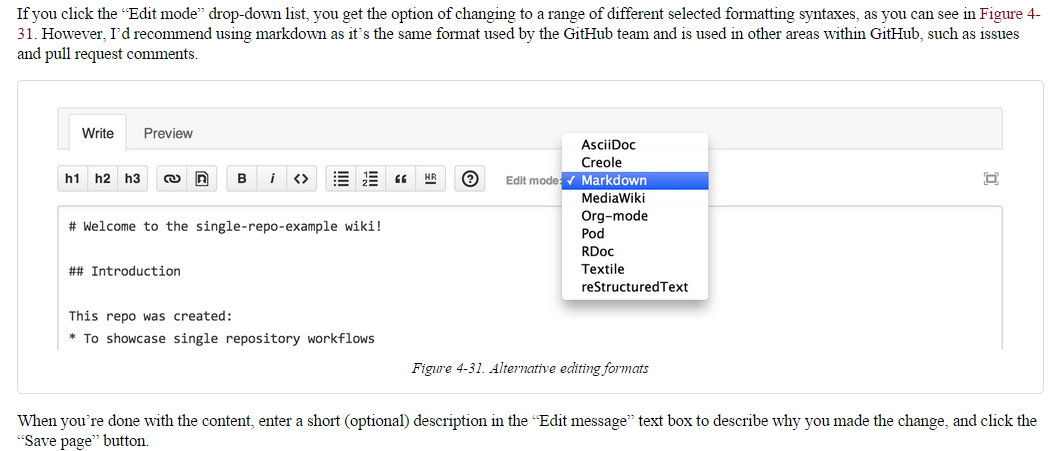 If you click the “Edit mode” drop-down list, you get the option of changing to a range of different selected formatting syntaxes, as you can see in Figure 4-
31. However, I’d recommend using markdown as it’s the same format used by the GitHub team and is used in other areas within GitHub, such as issues
and pull request comments.
Write Preview
h1 h2 h3 B i <> “ HR ? Edit mode:
AsciiDoc
Creole
✓ Markdown
MediaWiki
Org-mode
Pod
RDoc
Textile
reStructuredText
# Welcome to the single-repo-example wiki!
## Introduction
This repo was created:
* To showcase single repository workflows
Figure 4-31. Alternative editing formats
When you’re done with the content, enter a short (optional) description in the “Edit message” text box to describe why you made the change, and click the
“Save page” button.